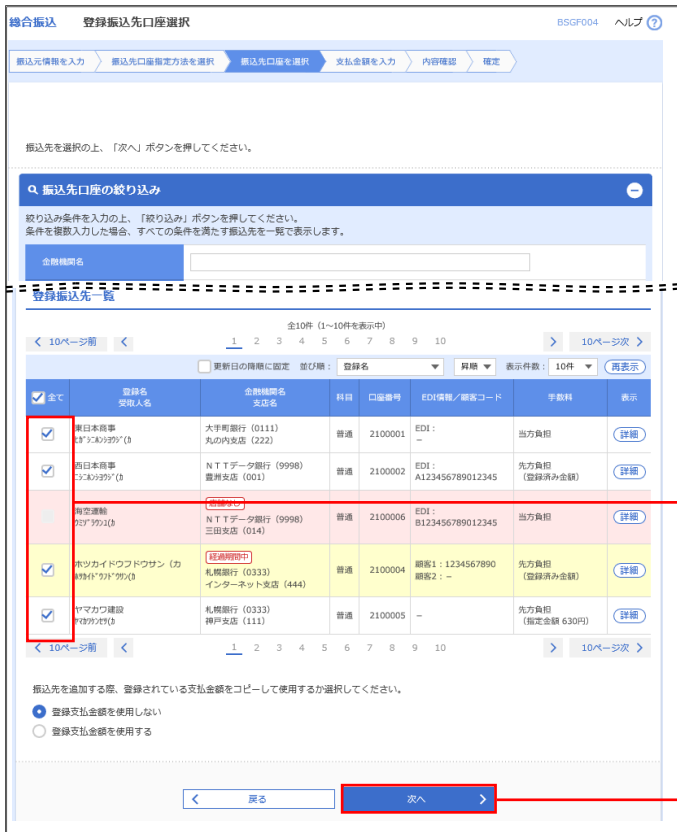 総合振込 登録振込先口座選択 BSGF004 ヘルプ ?
振込元情報を入力 振込先口座指定方法を選択 振込先口座を選択 支払金額を入力 内容確認 確定
振込先を選択の上、「次へ」ボタンを押してください。
振込先口座の絞り込み
絞り込み条件を入力の上、「絞り込み」ボタンを押してください。
条件を複数入力した場合、すべての条件を満たす振込先を一覧で表示します。
金融機関名
登録振込先一覧
全10件(1~10件を表示中)
10ページ前 1 2 3 4 5 6 7 8 9 10 10ページ次
更新日の降順に固定 並び順: 登録名 昇順 表示件数: 10件 再表示
全て 登録名 金融機関名 科目 口座番号 EDI情報/顧客コード 手数料 表示
受取人名 支店名
東日本商事 大手町銀行(0111) 普通 2100001 EDI: 当方負担 詳細
丸の内支店(222) −
西日本商事 NTTデータ銀行(9998) 普通 2100002 EDI: 先方負担 詳細
豊洲支店(001) A123456789012345 (登録済み金額)
店舗なし
海空運輸 NTTデータ銀行(9998) 普通 2100006 EDI: 当方負担 詳細
三田支店(014) B123456789012345
経過期間中
ホツカイドウフドウサン(カ 札幌銀行(0333) 普通 2100004 顧客1:1234567890 先方負担 詳細
インターネット支店(444) 顧客2:− (登録済み金額)
ヤマカワ建設 札幌銀行(0333) 普通 2100005 − 先方負担 詳細
神戸支店(111) (指定金額 630円)
10ページ前 1 2 3 4 5 6 7 8 9 10 10ページ次
振込先を追加する際、登録されている支払金額をコピーして使用するか選択してください。
登録支払金額を使用しない
登録支払金額を使用する
戻る 次へ